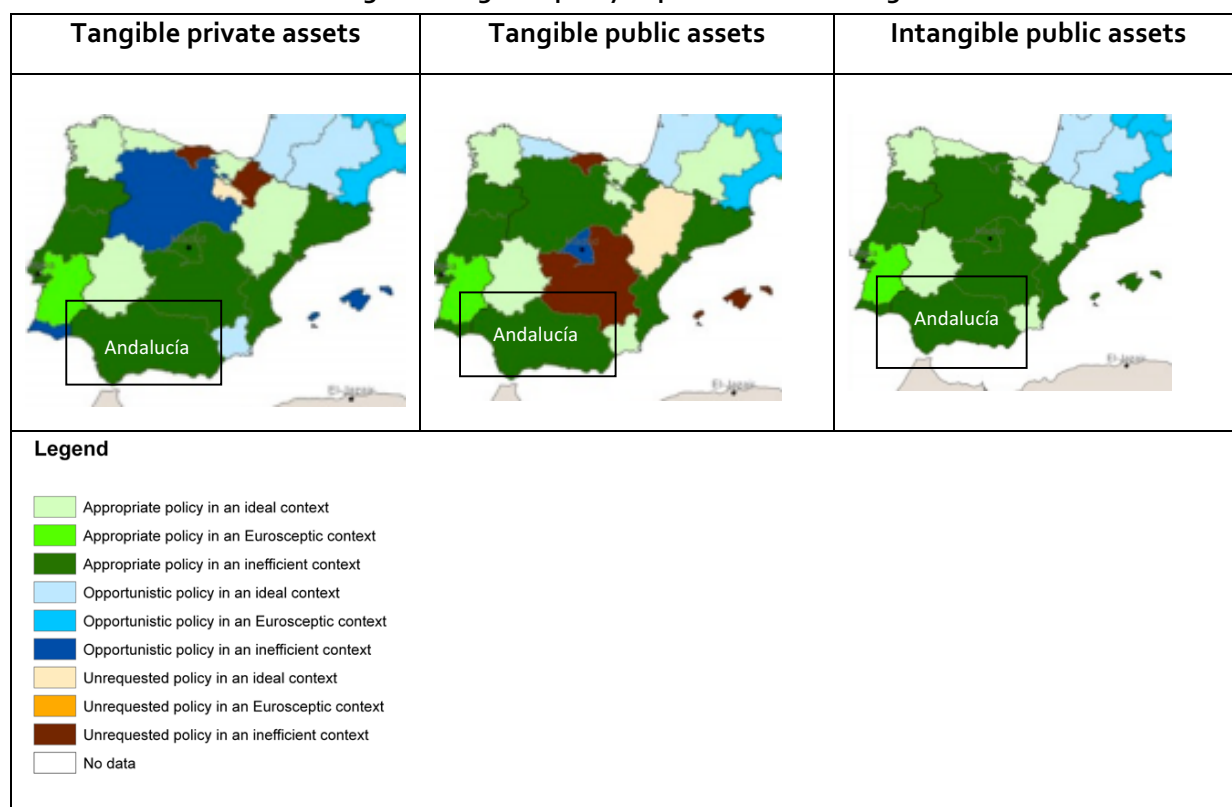 Tangible private assets
Tangible public assets
Intangible public assets
Andalucía
Andalucía
Andalucía
Legend
Appropriate policy in an ideal context
Appropriate policy in an Eurosceptic context
Appropriate policy in an inefficient context
Opportunistic policy in an ideal context
Opportunistic policy in an Eurosceptic context
Opportunistic policy in an inefficient context
Unrequested policy in an ideal context
Unrequested policy in an Eurosceptic context
Unrequested policy in an inefficient context
No data